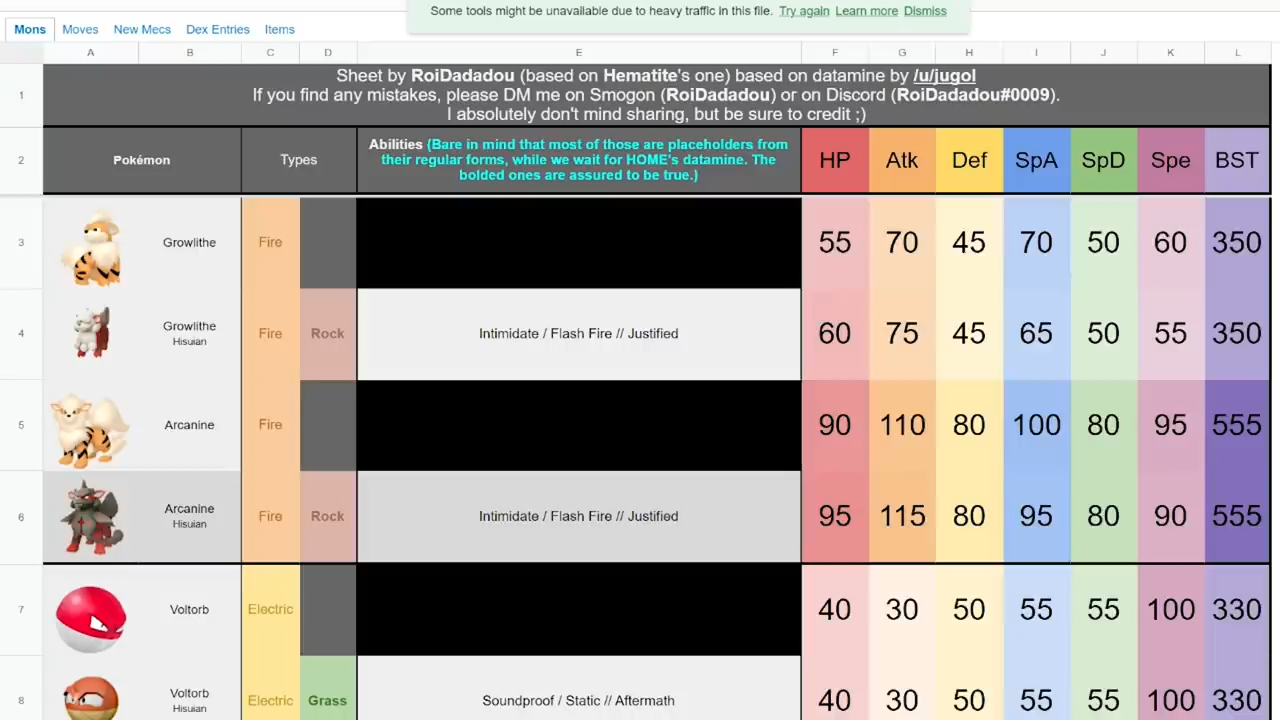 Some tools might be unavailable due to heavy traffic in this file. Try again Learn more Dismiss
Mons Moves New Mecs Dex Entries Items
A B C D E F G H I J K L
1
Sheet by RoiDadadou (based on Hematite's one) based on datamine by /u/jugol
If you find any mistakes, please DM me on Smogon (RoiDadadou) or on Discord (RoiDadadou#0009).
I absolutely don't mind sharing, but be sure to credit ;)
2 Pokémon Types
Abilities (Bare in mind that most of those are placeholders from
their regular forms, while we wait for HOME's datamine. The
bolded ones are assured to be true.)
HP Atk Def SpA SpD Spe BST
3 Growlithe Fire 55 70 45 70 50 60 350
4 Growlithe
Hisuian
Fire Rock Intimidate / Flash Fire // Justified 60 75 45 65 50 55 350
5 Arcanine Fire 90 110 80 100 80 95 555
6 Arcanine
Hisuian
Fire Rock Intimidate / Flash Fire // Justified 95 115 80 95 80 90 555
7 Voltorb Electric 40 30 50 55 55 100 330
8 Voltorb
Hisuian
Electric Grass Soundproof / Static // Aftermath 40 30 50 55 55 100 330